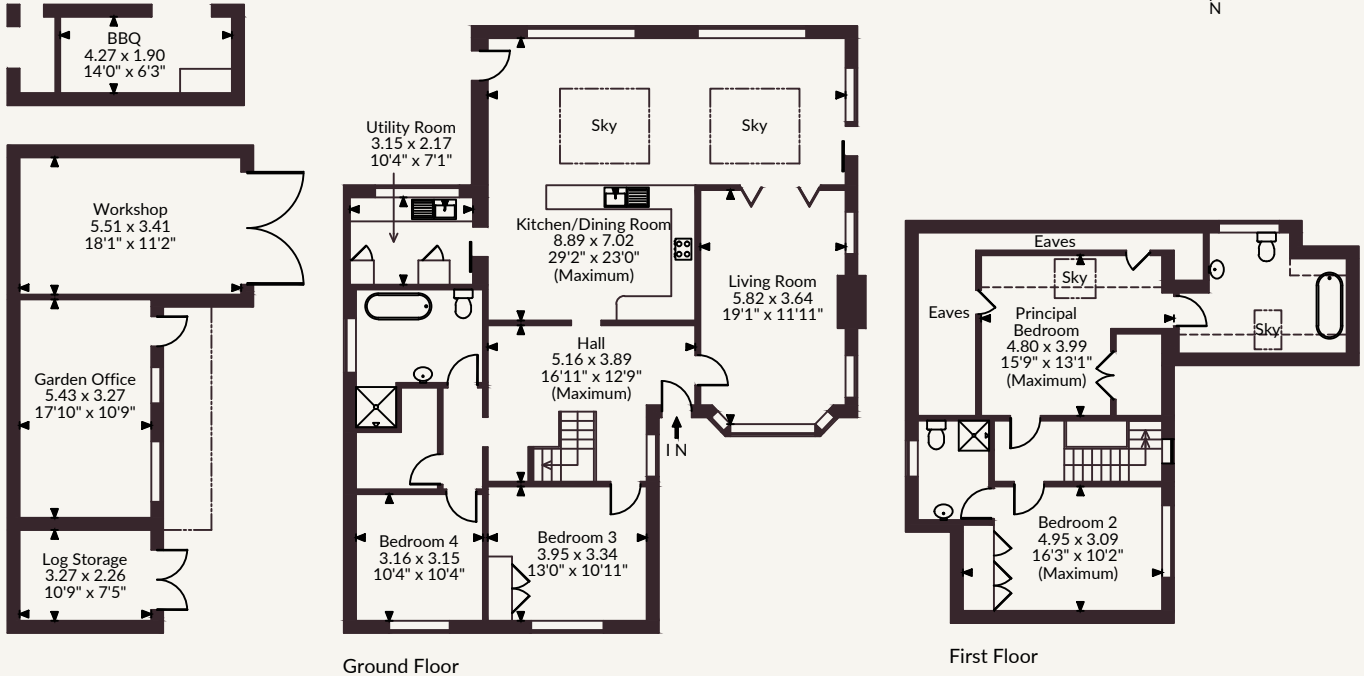 N
BBQ
4.27 x 1.90
14'0" x 6'3"
Utility Room
3.15 x 2.17
10'4" x 7'1"
Sky
Sky
Workshop
5.51 x 3.41
18'1" x 11'2"
Kitchen/Dining Room
8.89 x 7.02
29'2" x 23'0"
(Maximum)
Living Room
5.82 x 3.64
19'1" x 11'11"
Hall
5.16 x 3.89
16'11" x 12'9"
(Maximum)
IN
Garden Office
5.43 x 3.27
17'10" x 10'9"
Log Storage
3.27 x 2.26
10'9" x 7'5"
Bedroom 4
3.16 x 3.15
10'4" x 10'4"
Bedroom 3
3.95 x 3.34
13'0" x 10'11"
Ground Floor
Eaves
Sky
Eaves
Principal
Bedroom
4.80 x 3.99
15'9" x 13'1"
(Maximum)
Sky
Bedroom 2
4.95 x 3.09
16'3" x 10'2"
(Maximum)
First Floor